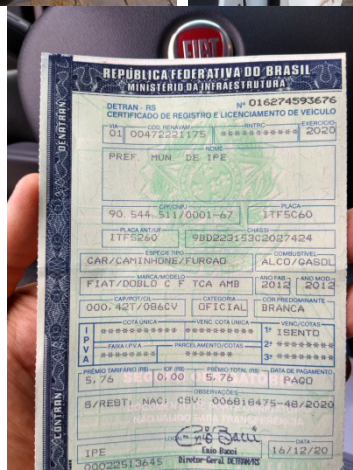 FIAT
REPÚBLICA FEDERATIVA DO BRASIL
MINISTÉRIO DA INFRAESTRUTURA
DENATRAN
DETRAN - RS Nº 016274593676
CERTIFICADO DE REGISTRO E LICENCIAMENTO DE VEÍCULO
VIA COD. RENAVAM RNTRC EXERCÍCIO
01 00472221175 ********** 2020
NOME
PREF. MUN DE IPE
CPF/CNPJ PLACA
90.544.511/0001-67 ITF5C60
PLACA ANT/UF CHASSI
ITF5260 9BD223153C2027424
ESPÉCIE TIPO COMBUSTÍVEL
CAR/CAMINHONE/FURGAO ALCO/GASOL
MARCA/MODELO ANO FAB. ANO MOD.
FIAT/DOBLO C F TCA AMB 2012 2012
CAP/POT/CIL CATEGORIA COR PREDOMINANTE
000.42T/086CV OFICIAL BRANCA
IPVA
COTA ÚNICA VENC. COTA ÚNICA VENC/COTAS
1ª ISENTO
FAIXA I.P.V.A. PARCELAMENTO/COTAS
2ª *******
3ª *******
PRÊMIO TARIFÁRIO (R$) IOF (R$) PRÊMIO TOTAL (R$) DATA DE PAGAMENTO
5,76 0,00 5,76 PAGO
OBSERVAÇÕES
S/REST: NAC: CSV: 006818475-48/2020
CONTRAN
LOCAL DATA
IPE Enio Bacci 16/12/20
Diretor-Geral DETRAN/RS
00022513645